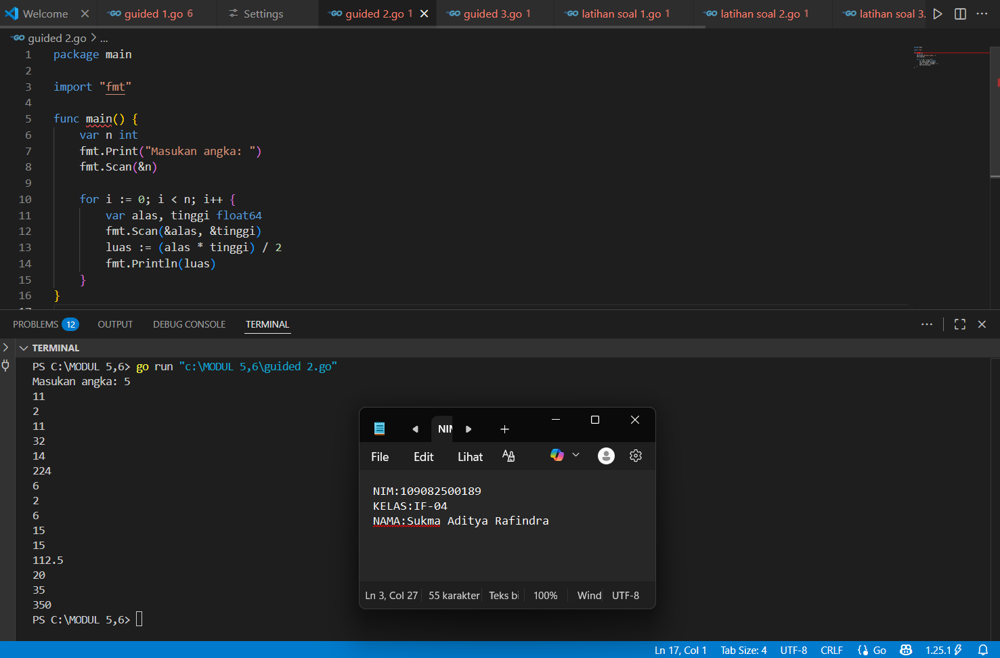 Welcome
guided 1.go 6
Settings
guided 2.go 1
guided 3.go 1
latihan soal 1.go 1
latihan soal 2.go 1
latihan soal 3.
guided 2.go > ...
1 package main
2
3 import "fmt"
4
5 func main() {
6 var n int
7 fmt.Print("Masukan angka: ")
8 fmt.Scan(&n)
9
10 for i := 0; i < n; i++ {
11 var alas, tinggi float64
12 fmt.Scan(&alas, &tinggi)
13 luas := (alas * tinggi) / 2
14 fmt.Println(luas)
15 }
16 }
PROBLEMS 12 OUTPUT DEBUG CONSOLE TERMINAL
TERMINAL
PS C:\MODUL 5,6> go run "c:\MODUL 5,6\guided 2.go"
Masukan angka: 5
11
2
11
32
14
224
6
2
6
15
15
112.5
20
35
350
PS C:\MODUL 5,6>
NIM
File Edit Lihat
NIM:109082500189
KELAS:IF-04
NAMA:Sukma Aditya Rafindra
Ln 3, Col 27 55 karakter Teks bi 100% Wind UTF-8
Ln 17, Col 1 Tab Size: 4 UTF-8 CRLF Go 1.25.1